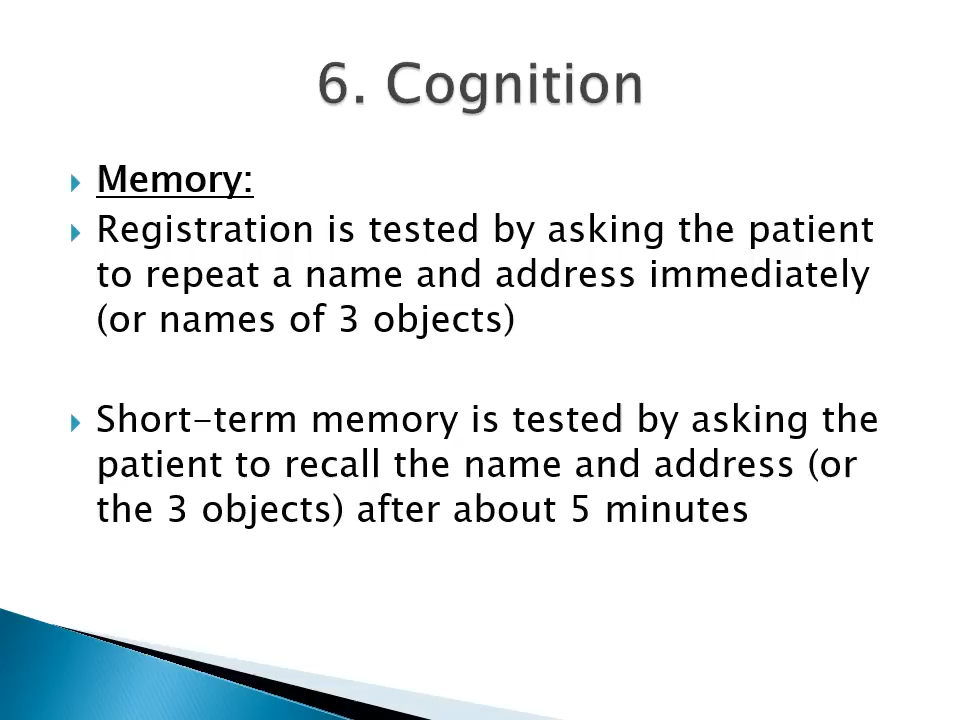 6. Cognition
Memory:
Registration is tested by asking the patient
to repeat a name and address immediately
(or names of 3 objects)
Short-term memory is tested by asking the
patient to recall the name and address (or
the 3 objects) after about 5 minutes